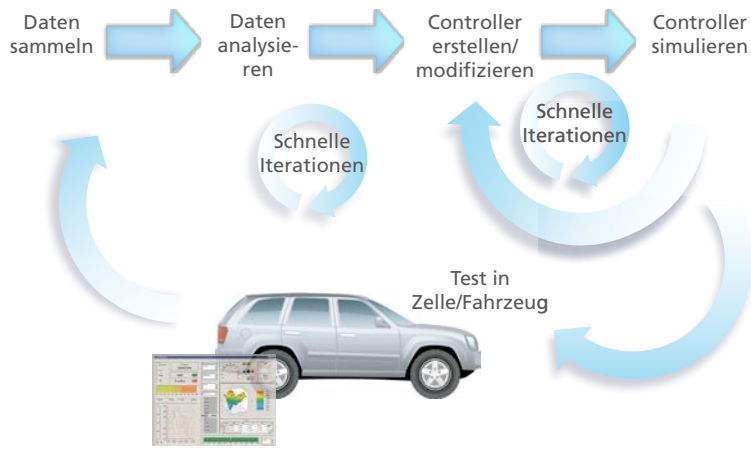 Daten
sammeln
Daten
analysie-
ren
Controller
erstellen/
modifizieren
Controller
simulieren
Schnelle
Iterationen
Schnelle
Iterationen
Test in
Zelle/Fahrzeug